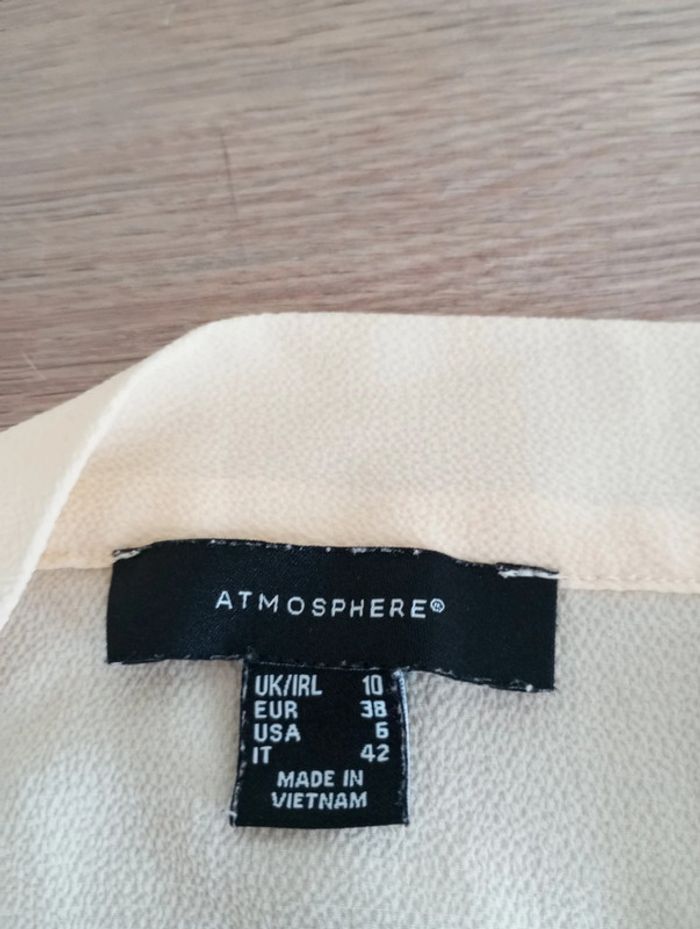 ATMOSPHERE®
UK/IRL 10
EUR 38
USA 6
IT 42
MADE IN
VIETNAM